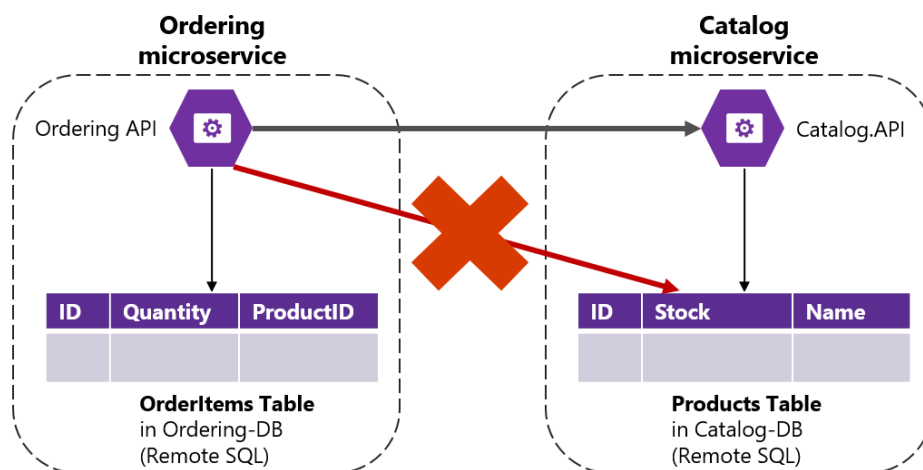 Ordering
microservice
Catalog
microservice
Ordering API
Catalog.API
ID Quantity ProductID
ID Stock Name
OrderItems Table
in Ordering-DB
(Remote SQL)
Products Table
in Catalog-DB
(Remote SQL)